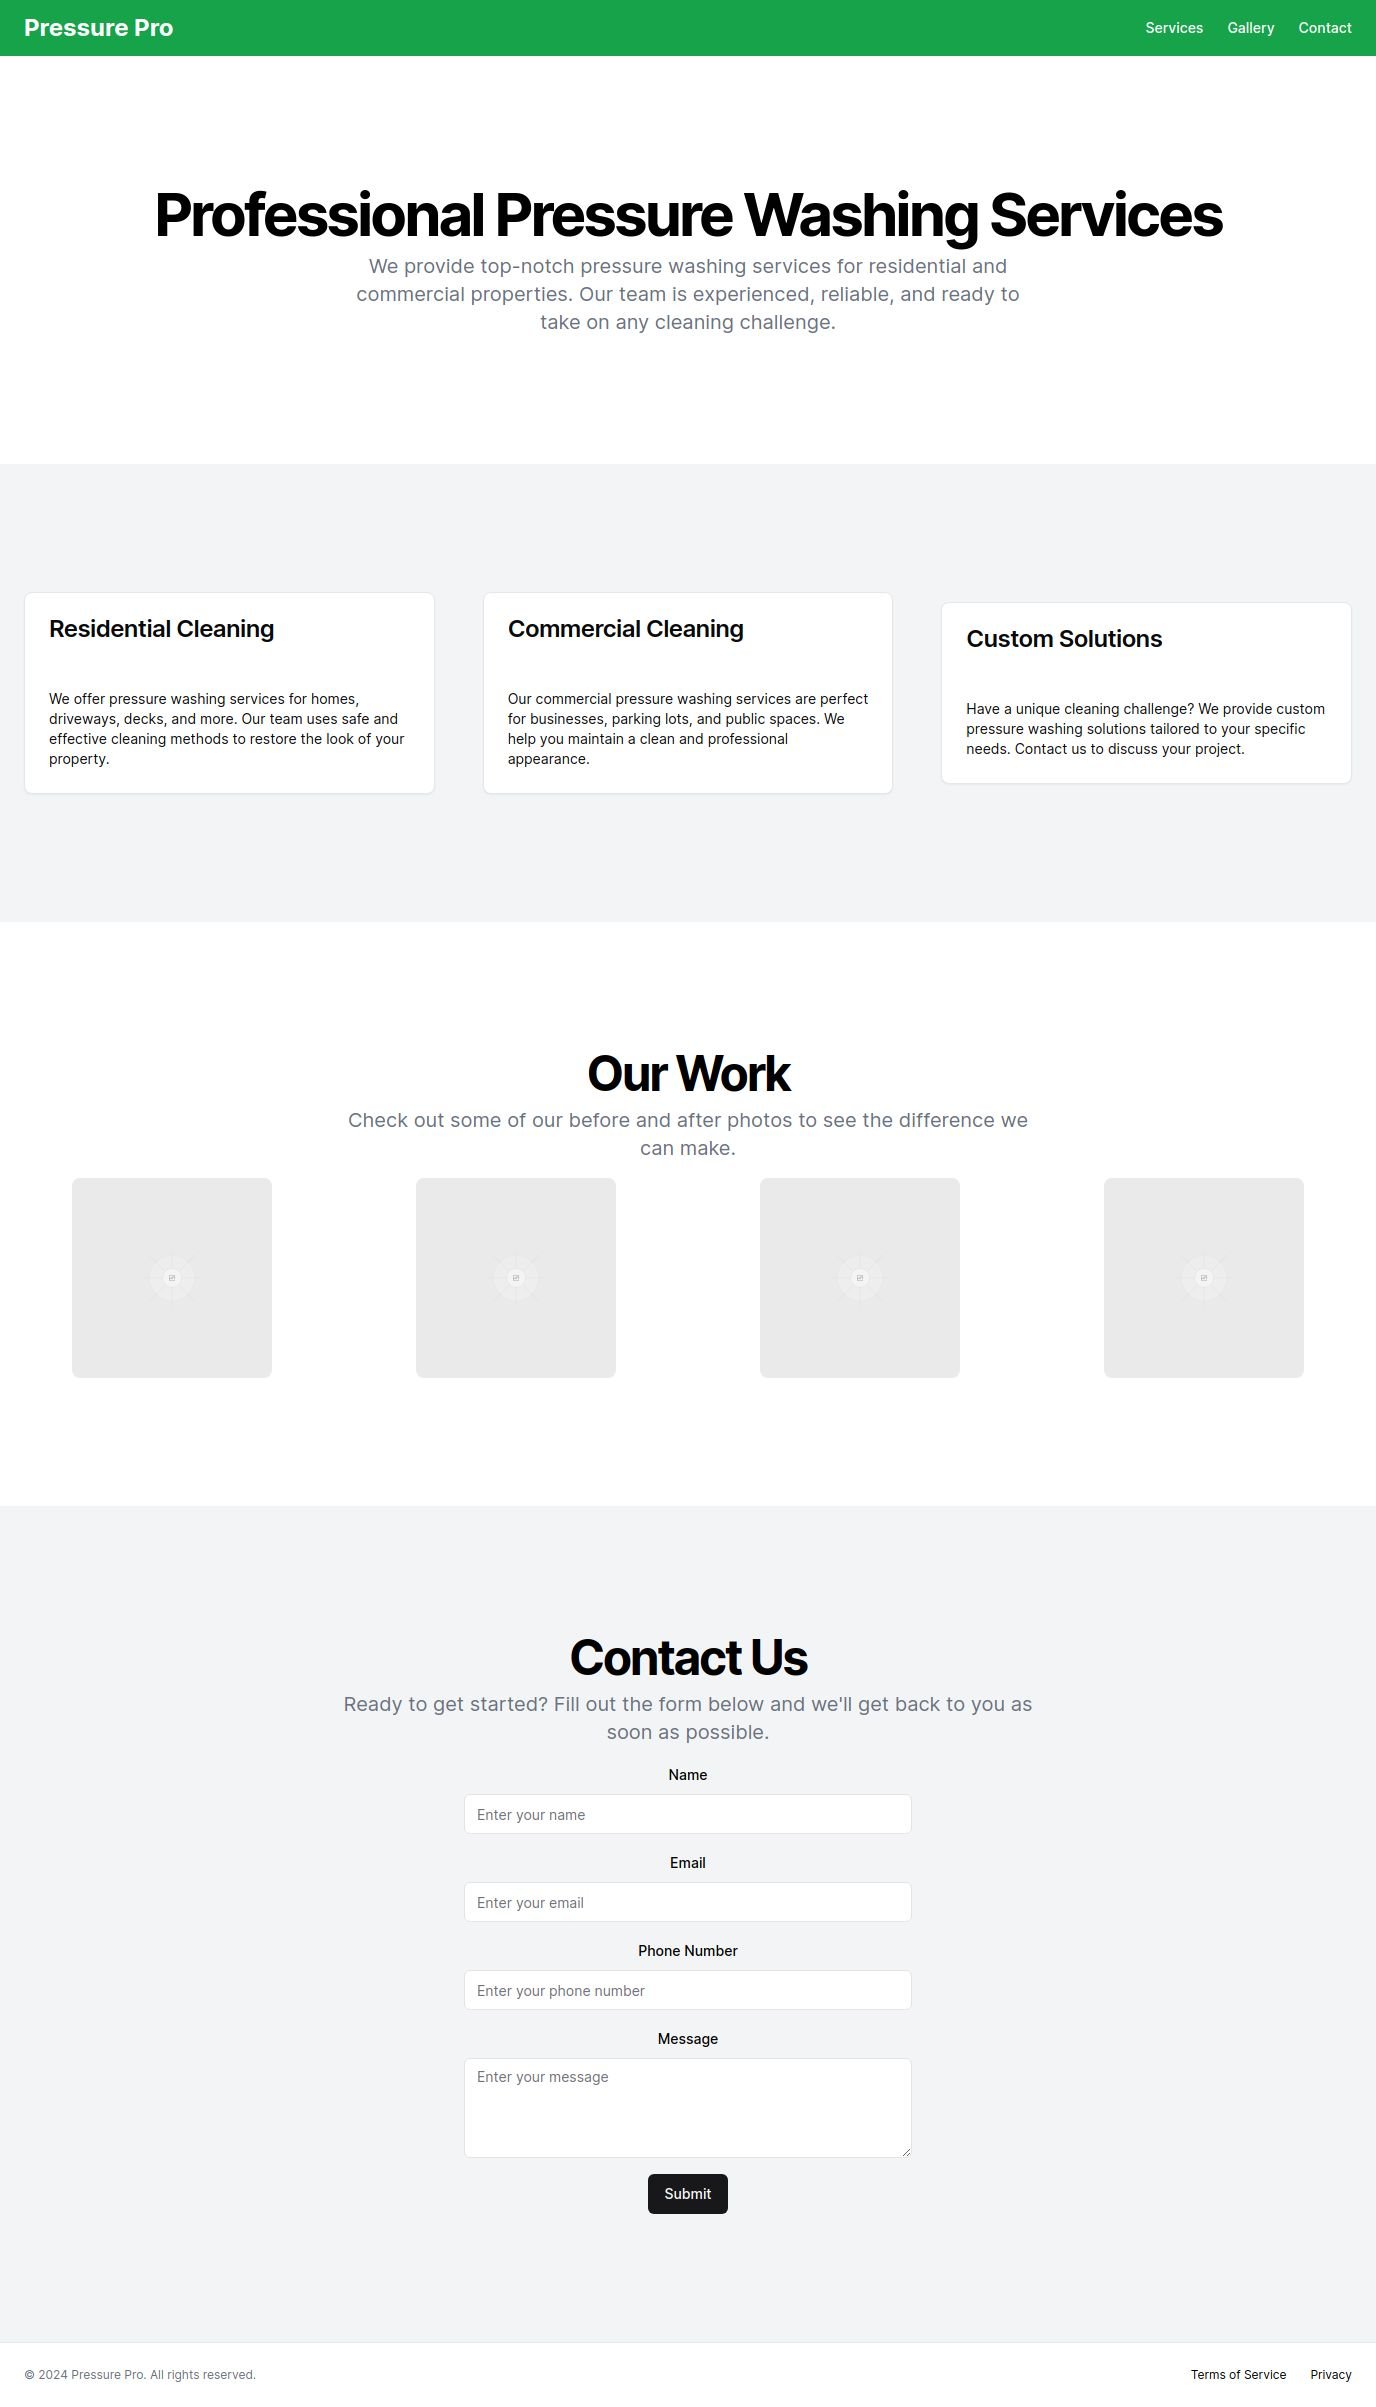 Pressure Pro
Services
Gallery
Contact
Professional Pressure Washing Services
We provide top-notch pressure washing services for residential and
commercial properties. Our team is experienced, reliable, and ready to
take on any cleaning challenge.
Residential Cleaning
We offer pressure washing services for homes,
driveways, decks, and more. Our team uses safe and
effective cleaning methods to restore the look of your
property.
Commercial Cleaning
Our commercial pressure washing services are perfect
for businesses, parking lots, and public spaces. We
help you maintain a clean and professional
appearance.
Custom Solutions
Have a unique cleaning challenge? We provide custom
pressure washing solutions tailored to your specific
needs. Contact us to discuss your project.
Our Work
Check out some of our before and after photos to see the difference we
can make.
Contact Us
Ready to get started? Fill out the form below and we'll get back to you as
soon as possible.
Name
Enter your name
Email
Enter your email
Phone Number
Enter your phone number
Message
Enter your message
Submit
© 2024 Pressure Pro. All rights reserved.
Terms of Service
Privacy